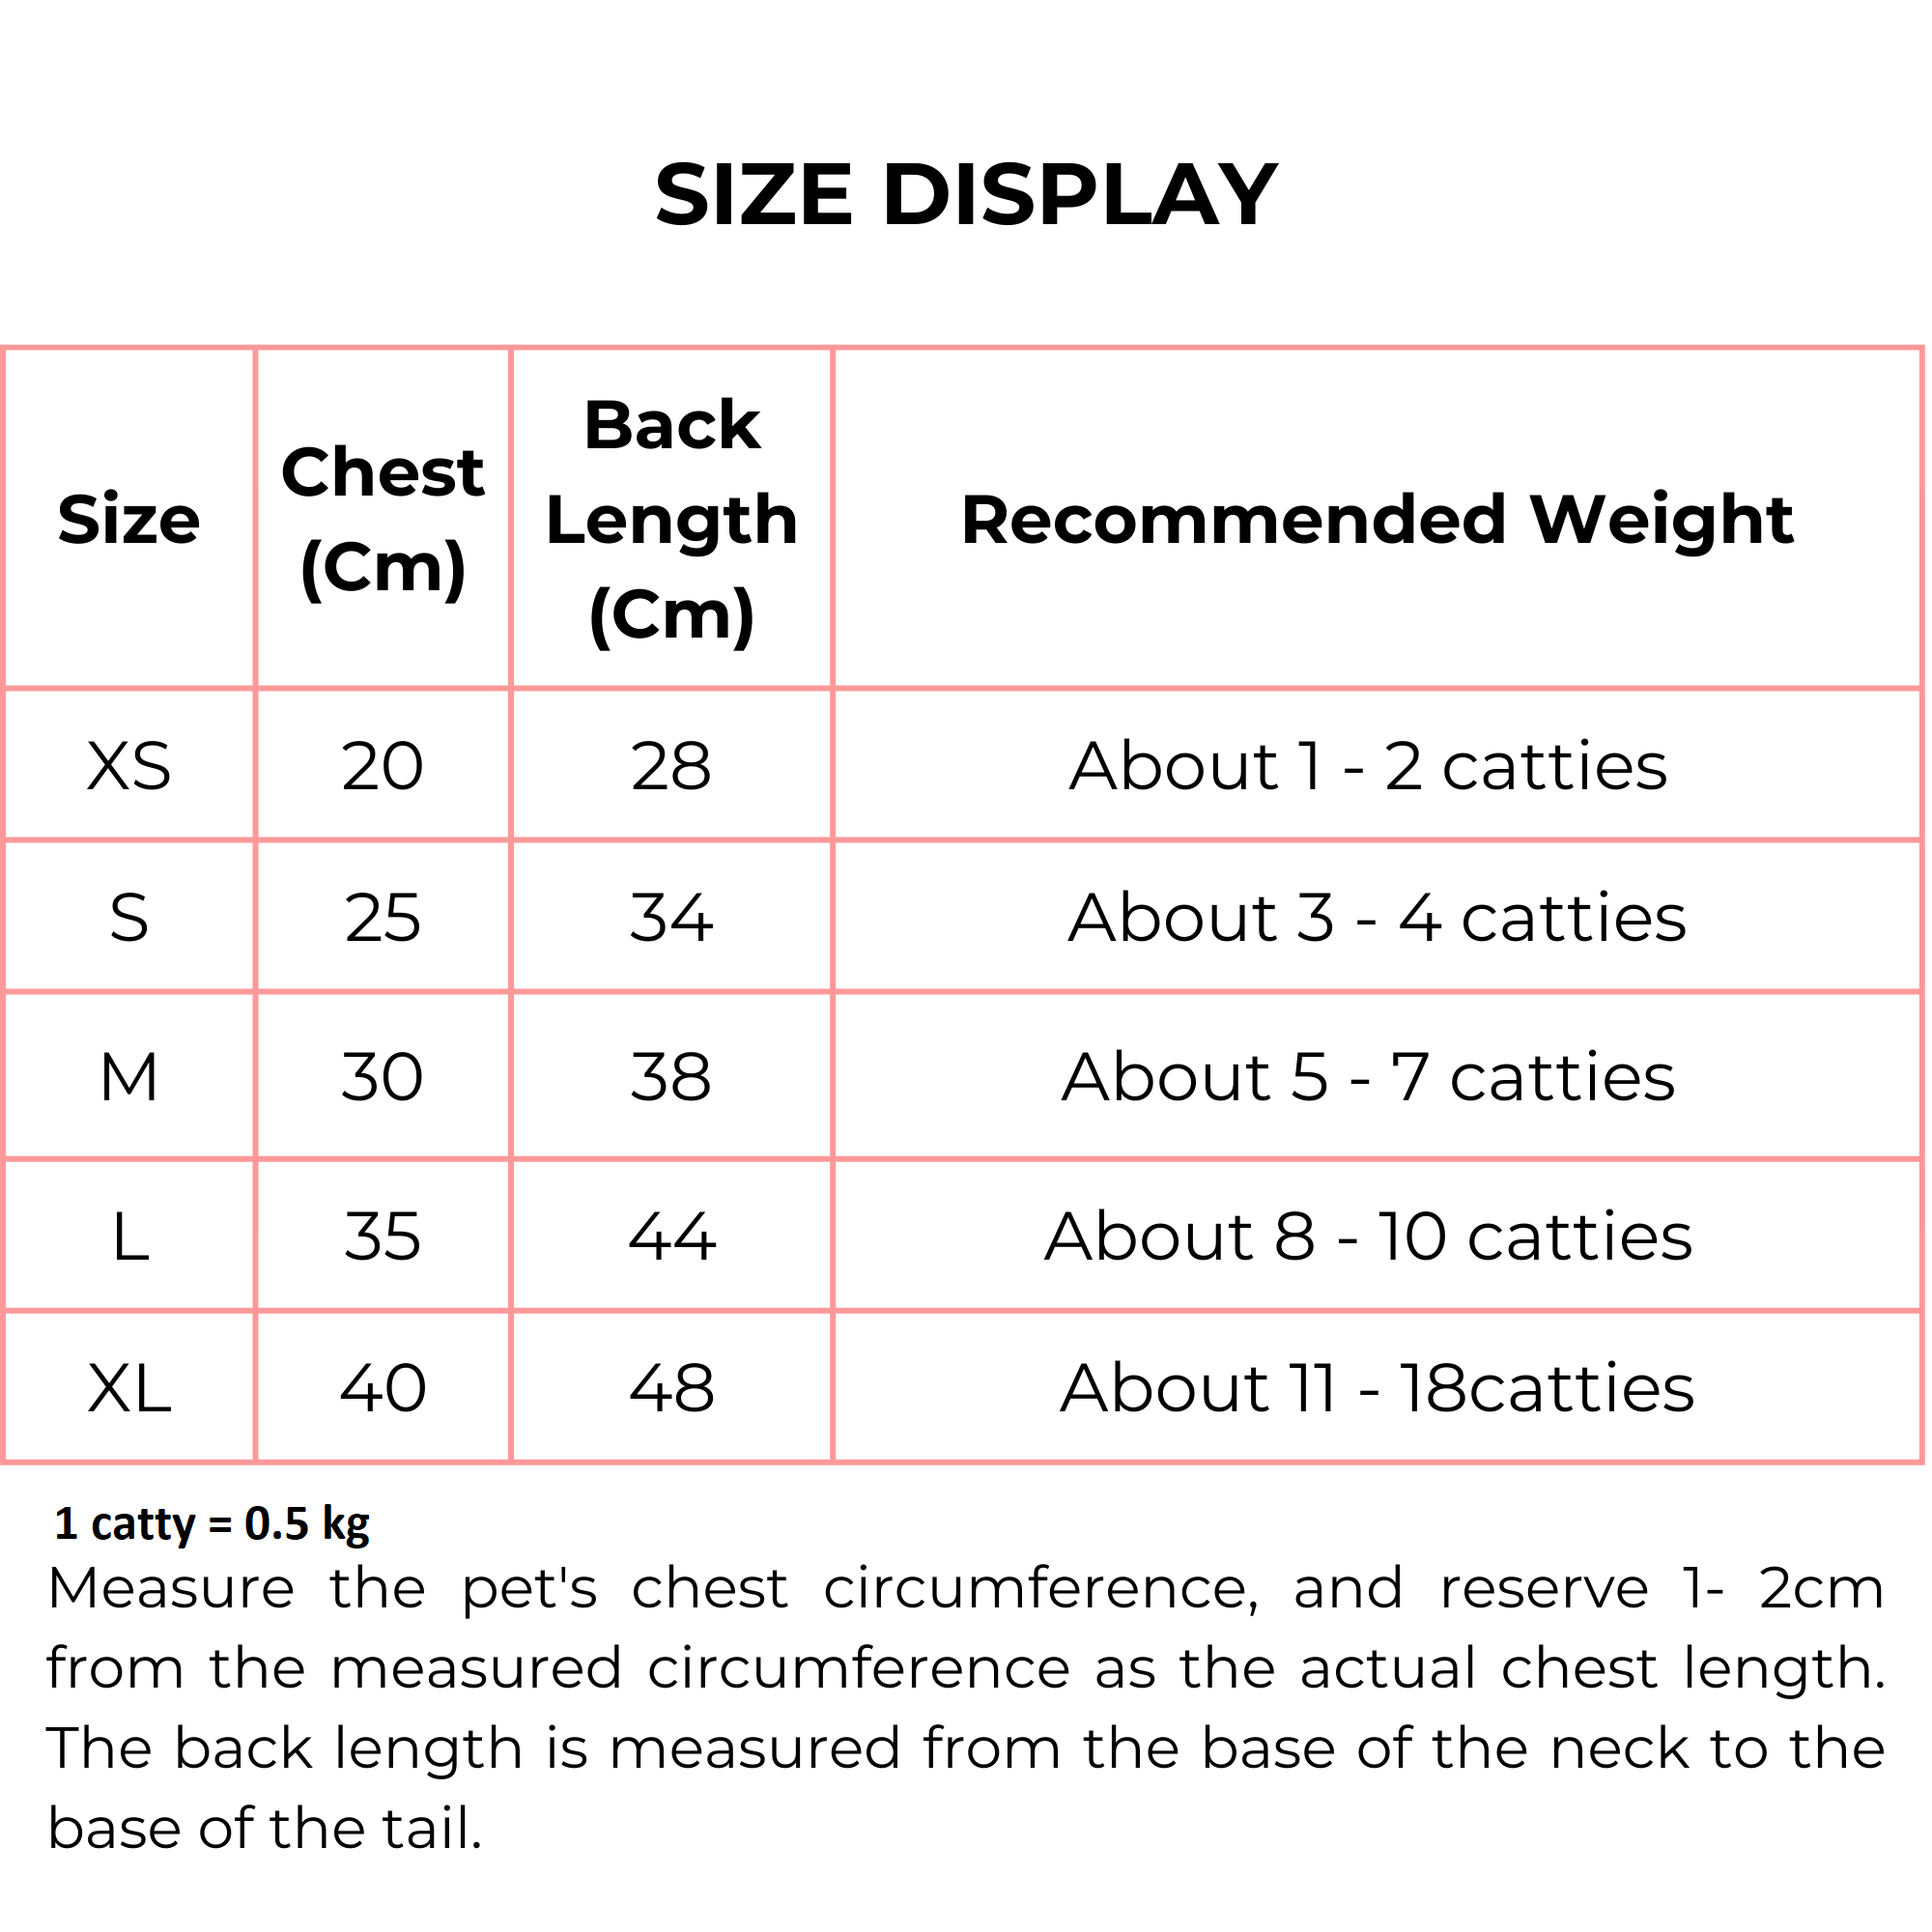 SIZE DISPLAY
Size
Chest
(Cm)
Back
Length
(Cm)
Recommended Weight
XS 20 28 About 1 - 2 catties
S 25 34 About 3 - 4 catties
M 30 38 About 5 - 7 catties
L 35 44 About 8 - 10 catties
XL 40 48 About 11 - 18catties
1 catty = 0.5 kg
Measure the pet's chest circumference, and reserve 1- 2cm
from the measured circumference as the actual chest length.
The back length is measured from the base of the neck to the
base of the tail.